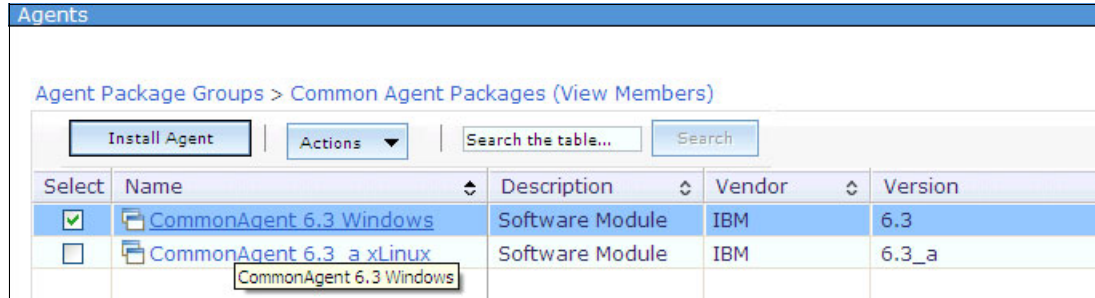 Agents
Agent Package Groups > Common Agent Packages (View Members)
Install Agent Actions Search the table... Search
Select Name Description Vendor Version
CommonAgent 6.3 Windows Software Module IBM 6.3
CommonAgent 6.3_a xLinux Software Module IBM 6.3_a
CommonAgent 6.3 Windows